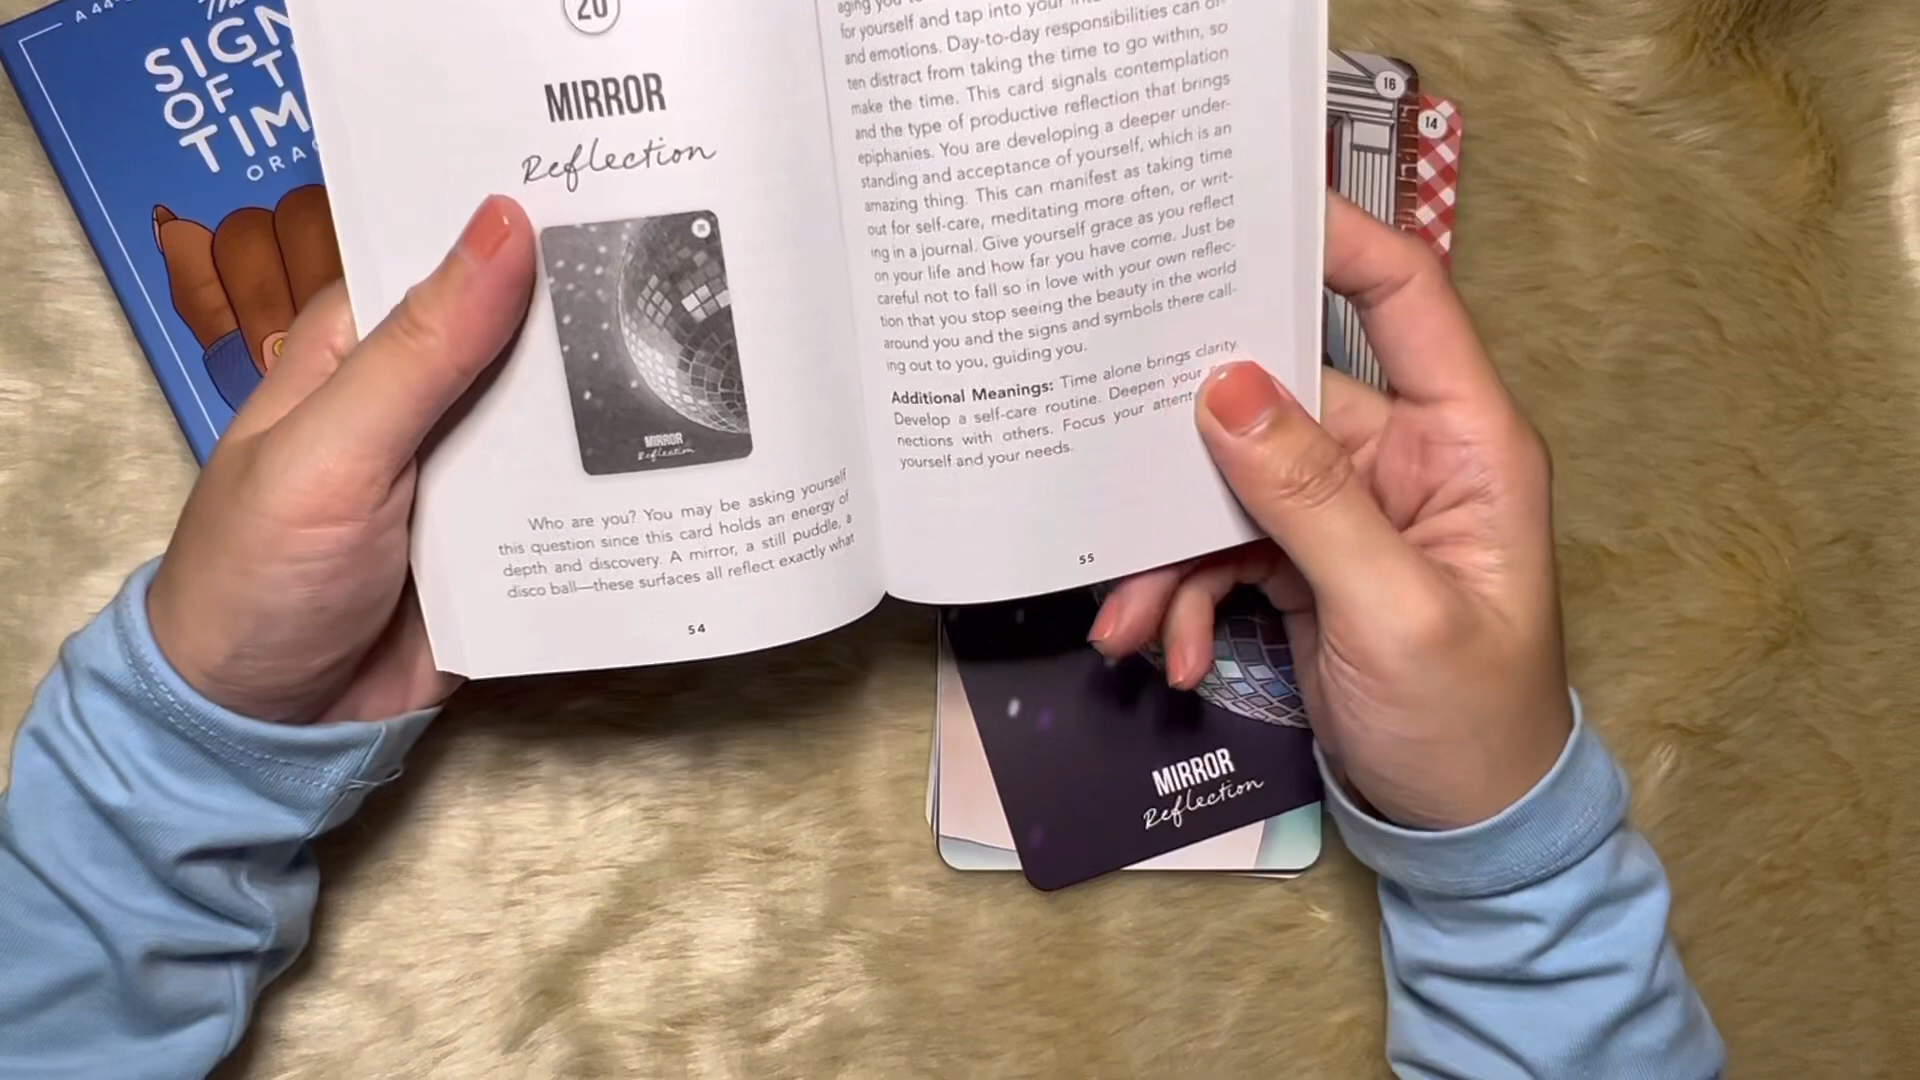 A 44-
The
SIGN
OF T
TIM
ORA
20
MIRROR
Reflection
MIRROR
Reflection
Who are you? You may be asking yourself
this question since this card holds an energy of
depth and discovery. A mirror, a still puddle, a
disco ball—these surfaces all reflect exactly what
54
aging you
for yourself and tap into your
and emotions. Day-to-day responsibilities can of-
ten distract from taking the time to go within, so
make the time. This card signals contemplation
and the type of productive reflection that brings
epiphanies. You are developing a deeper under-
standing and acceptance of yourself, which is an
amazing thing. This can manifest as taking time
out for self-care, meditating more often, or writ-
ing in a journal. Give yourself grace as you reflect
on your life and how far you have come. Just be
careful not to fall so in love with your own reflec-
tion that you stop seeing the beauty in the world
around you and the signs and symbols there call-
ing out to you, guiding you.
Additional Meanings: Time alone brings clarity
Develop a self-care routine. Deepen your
nections with others. Focus your attent
yourself and your needs.
55
16
14
MIRROR
Reflection